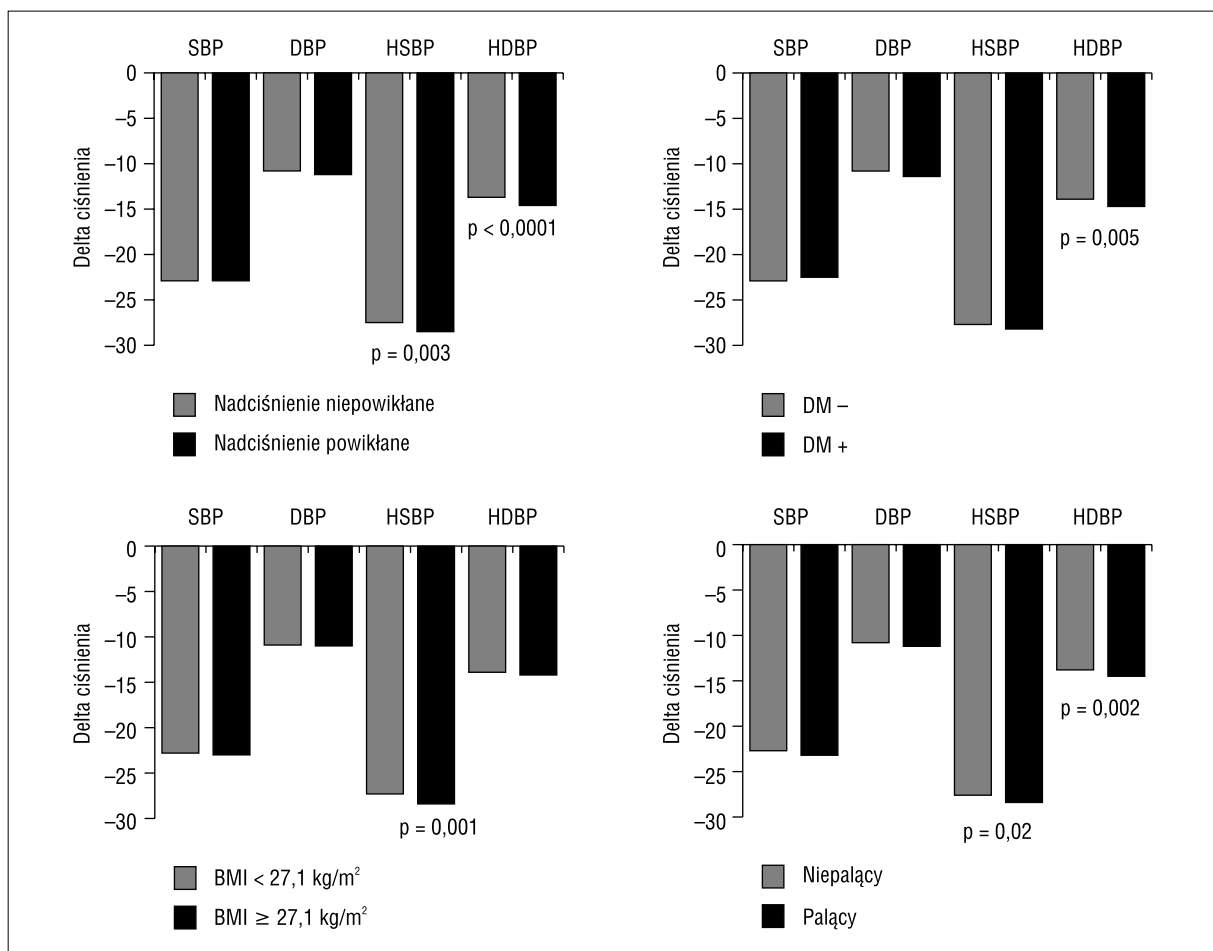 SBP DBP HSBP HDBP
Delta ciśnienia
0
–5
–10
–15
–20
–25
–30
p < 0,0001
p = 0,003
Nadciśnienie niepowikłane
Nadciśnienie powikłane
SBP DBP HSBP HDBP
Delta ciśnienia
0
–5
–10
–15
–20
–25
–30
p = 0,005
DM –
DM +
SBP DBP HSBP HDBP
Delta ciśnienia
0
–5
–10
–15
–20
–25
–30
p = 0,001
BMI < 27,1 kg/m²
BMI ≥ 27,1 kg/m²
SBP DBP HSBP HDBP
Delta ciśnienia
0
–5
–10
–15
–20
–25
–30
p = 0,002
p = 0,02
Niepalący
Palący